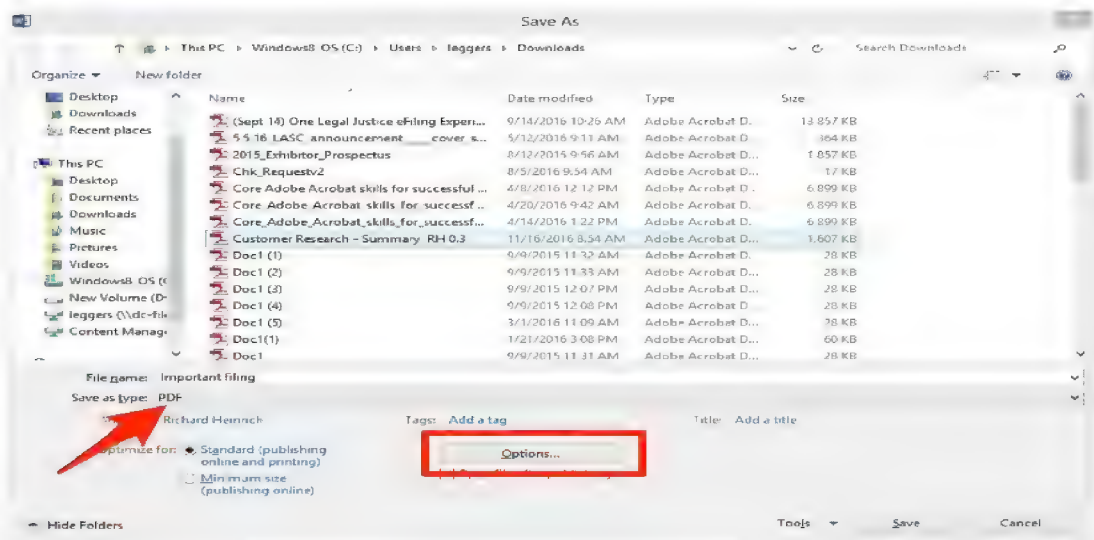 Save As
This PC Windows8_OS (C:) Users leggers Downloads Search Downloads
Organize New folder
Name Date modified Type Size
Desktop
Downloads
Recent places
This PC
Desktop
Documents
Downloads
Music
Pictures
Videos
Windows8_OS (C
New Volume (D
leggers (\\dc-file
Content Manag
(Sept 14) One Legal Justice eFiling Experi... 9/14/2016 10:26 AM Adobe Acrobat D... 13,857 KB
5.5.16 LASC announcement____cover_s... 5/12/2016 9:11 AM Adobe Acrobat D... 364 KB
2015_Exhibitor_Prospectus 8/12/2015 9:56 AM Adobe Acrobat D... 1,857 KB
Chk_Requestv2 8/5/2016 9:54 AM Adobe Acrobat D... 17 KB
Core Adobe Acrobat skills for successful ... 4/8/2016 12:12 PM Adobe Acrobat D... 6,899 KB
Core_Adobe_Acrobat_skills_for_successf... 4/20/2016 9:42 AM Adobe Acrobat D... 6,899 KB
Core_Adobe_Acrobat_skills_for_successf... 4/14/2016 1:22 PM Adobe Acrobat D... 6,899 KB
Customer Research - Summary_RH 0.3 11/16/2016 8:54 AM Adobe Acrobat D... 1,607 KB
Doc1 (1) 9/9/2015 11:32 AM Adobe Acrobat D... 28 KB
Doc1 (2) 9/9/2015 11:33 AM Adobe Acrobat D... 28 KB
Doc1 (3) 9/9/2015 12:07 PM Adobe Acrobat D... 28 KB
Doc1 (4) 9/9/2015 12:08 PM Adobe Acrobat D... 28 KB
Doc1 (5) 3/1/2016 11:09 AM Adobe Acrobat D... 28 KB
Doc1(1) 1/21/2016 3:08 PM Adobe Acrobat D... 60 KB
Doc1 9/9/2015 11:31 AM Adobe Acrobat D... 28 KB
File name: Important filing
Save as type: PDF
Richard Heinrich Tags: Add a tag Title: Add a title
Optimize for: Standard (publishing
online and printing)
Minimum size
(publishing online)
Options...
Hide Folders Tools Save Cancel